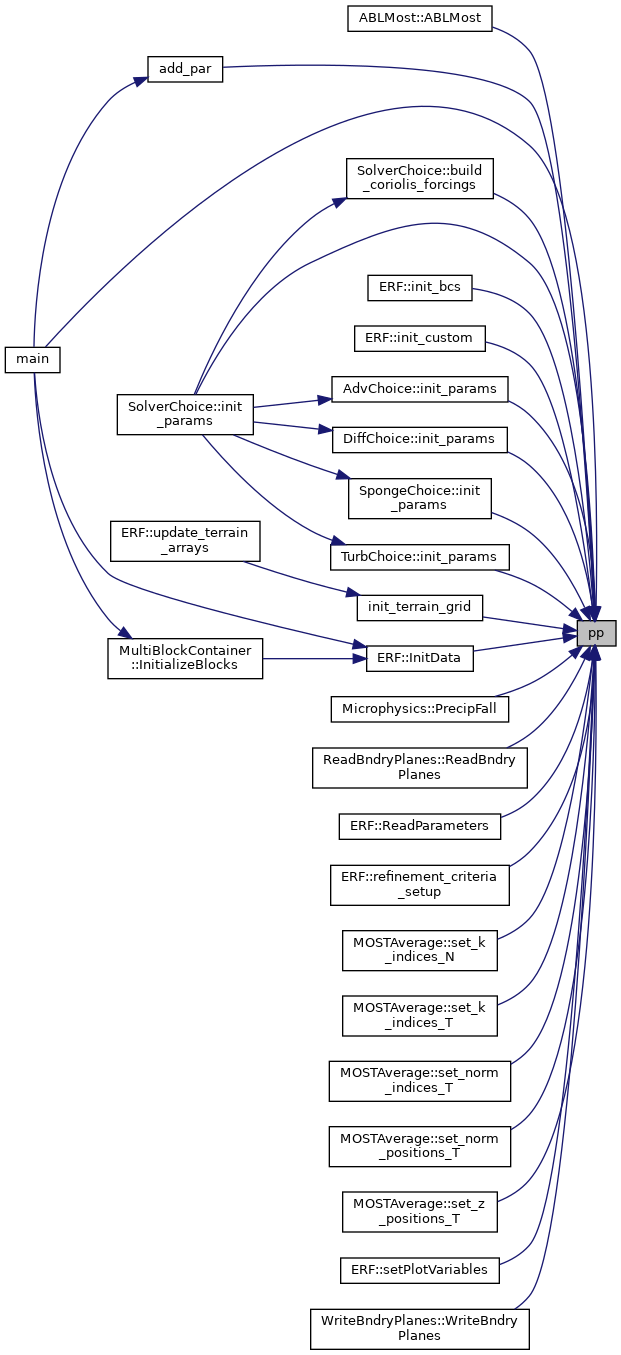 ABLMost::ABLMost
add_par
SolverChoice::build
_coriolis_forcings
ERF::init_bcs
ERF::init_custom
main
AdvChoice::init_params
SolverChoice::init
_params
DiffChoice::init_params
SpongeChoice::init
_params
ERF::update_terrain
_arrays
TurbChoice::init_params
init_terrain_grid
pp
MultiBlockContainer
::InitializeBlocks
ERF::InitData
Microphysics::PrecipFall
ReadBndryPlanes::ReadBndry
Planes
ERF::ReadParameters
ERF::refinement_criteria
_setup
MOSTAverage::set_k
_indices_N
MOSTAverage::set_k
_indices_T
MOSTAverage::set_norm
_indices_T
MOSTAverage::set_norm
_positions_T
MOSTAverage::set_z
_positions_T
ERF::setPlotVariables
WriteBndryPlanes::WriteBndry
Planes